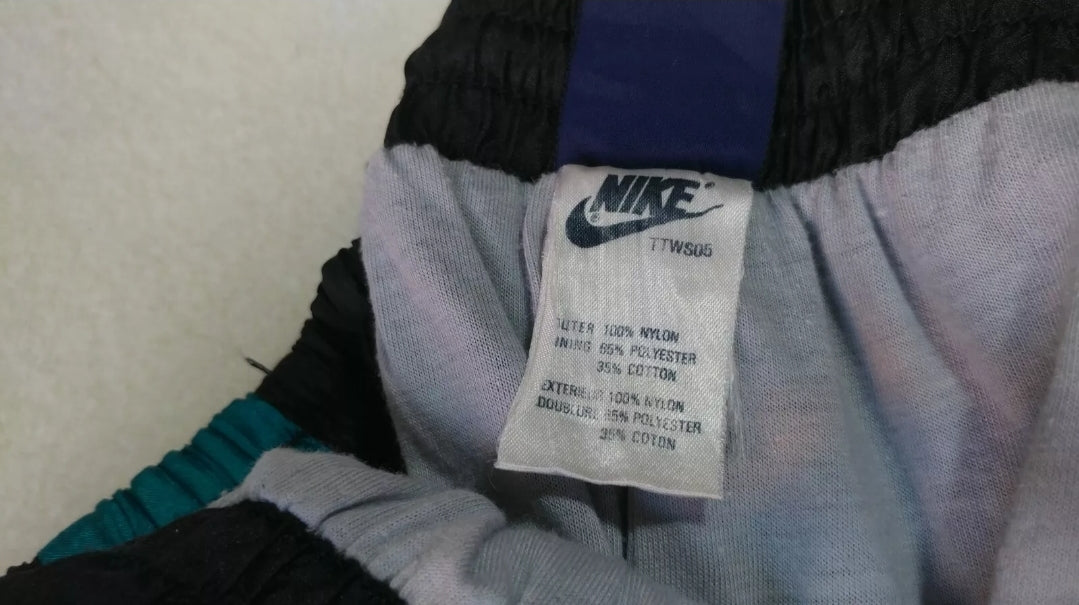 NIKE®
®
TTWS05
OUTER 100% NYLON
LINING 65% POLYESTER
35% COTTON
EXTERIEUR 100% NYLON
DOUBLURE 65% POLYESTER
35% COTON